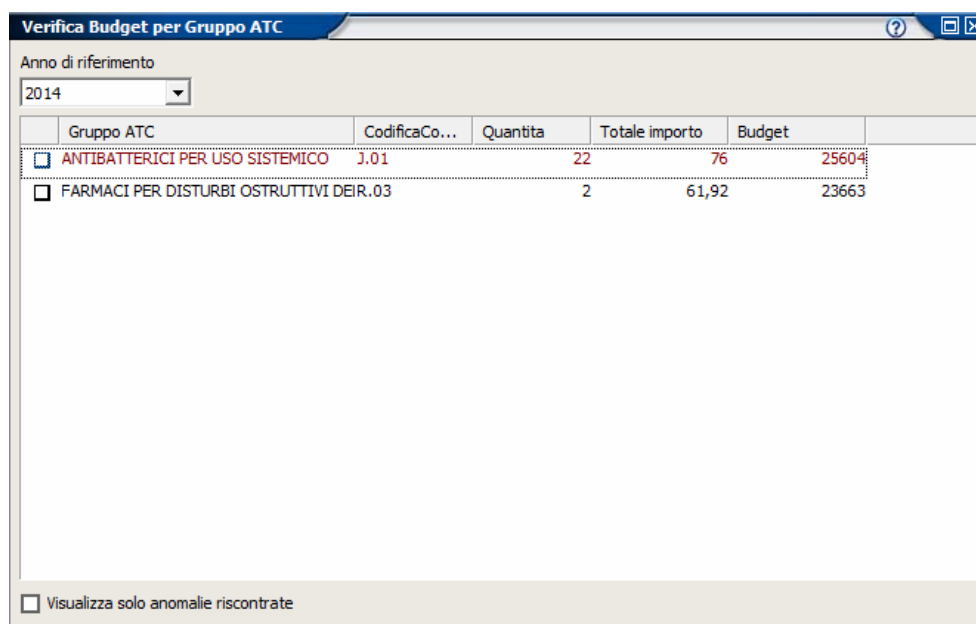 Verifica Budget per Gruppo ATC
Anno di riferimento
2014
Gruppo ATC CodificaCo... Quantita Totale importo Budget
ANTIBATTERICI PER USO SISTEMICO J.01 22 76 25604
FARMACI PER DISTURBI OSTRUTTIVI DEI R.03 2 61,92 23663
Visualizza solo anomalie riscontrate